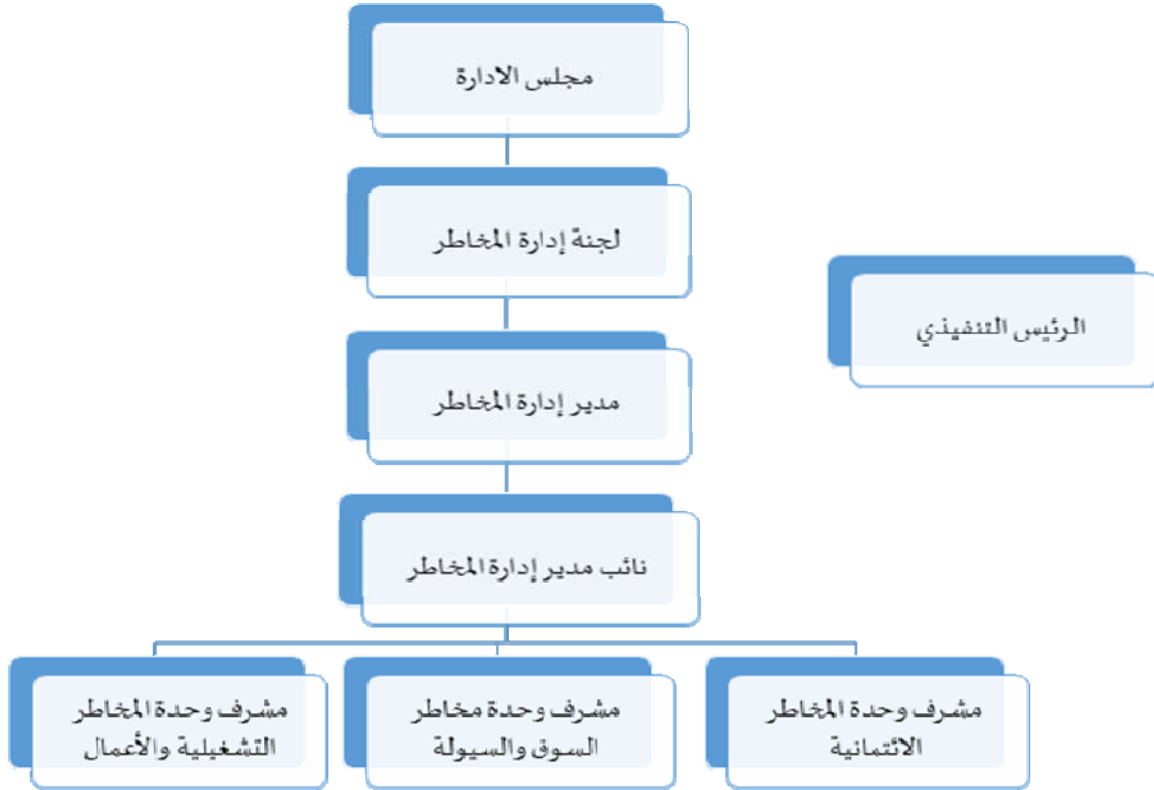 مجلس الادارة
لجنة إدارة المخاطر
الرئيس التنفيذي
مدير إدارة المخاطر
نائب مدير إدارة المخاطر
مشرف وحدة المخاطر
الائتمانية
مشرف وحدة مخاطر
السوق والسيولة
مشرف وحدة المخاطر
التشغيلية والأعمال